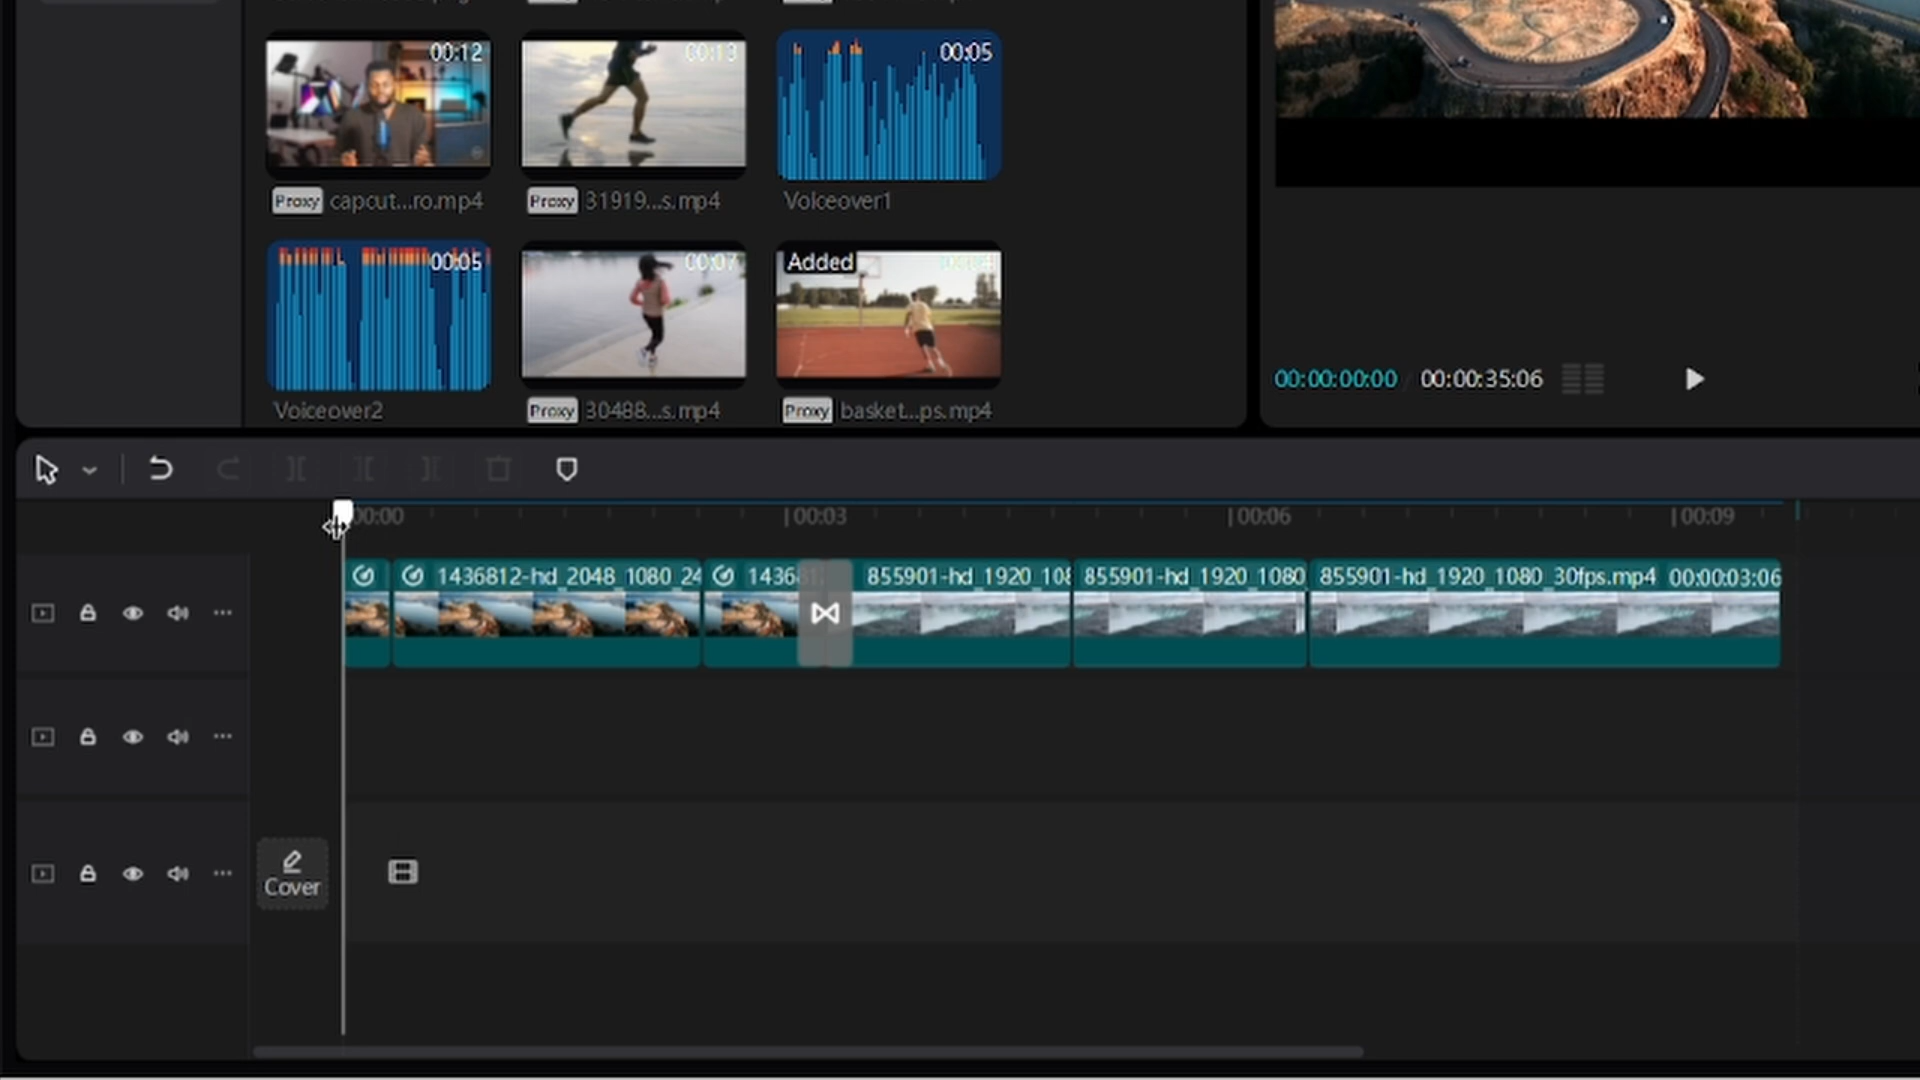 00:12
00:13
00:05
Proxy capcut...ro.mp4
Proxy 31919...s.mp4
Voiceover1
00:05
00:07
Added
Voiceover2
Proxy 30488...s.mp4
Proxy basket...ps.mp4
00:00:00:00 / 00:00:35:06
00:00
00:03
00:06
00:09
1436812-hd_2048_1080_24
1436
855901-hd_1920_108
855901-hd_1920_1080
855901-hd_1920_1080_30fps.mp4 00:00:03:06
Cover